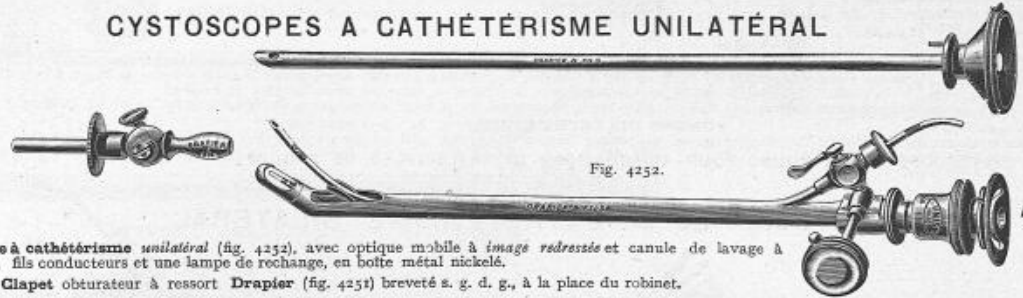 CYSTOSCOPES A CATHÉTÉRISME UNILATÉRAL
Fig. 4252.
à cathétérisme unilatéral (fig. 4252), avec optique mobile à image redressée et canule de lavage à
fils conducteurs et une lampe de rechange, en boîte métal nickelé.
Clapet obturateur à ressort Drapier (fig. 4251) breveté s. g. d. g., à la place du robinet.